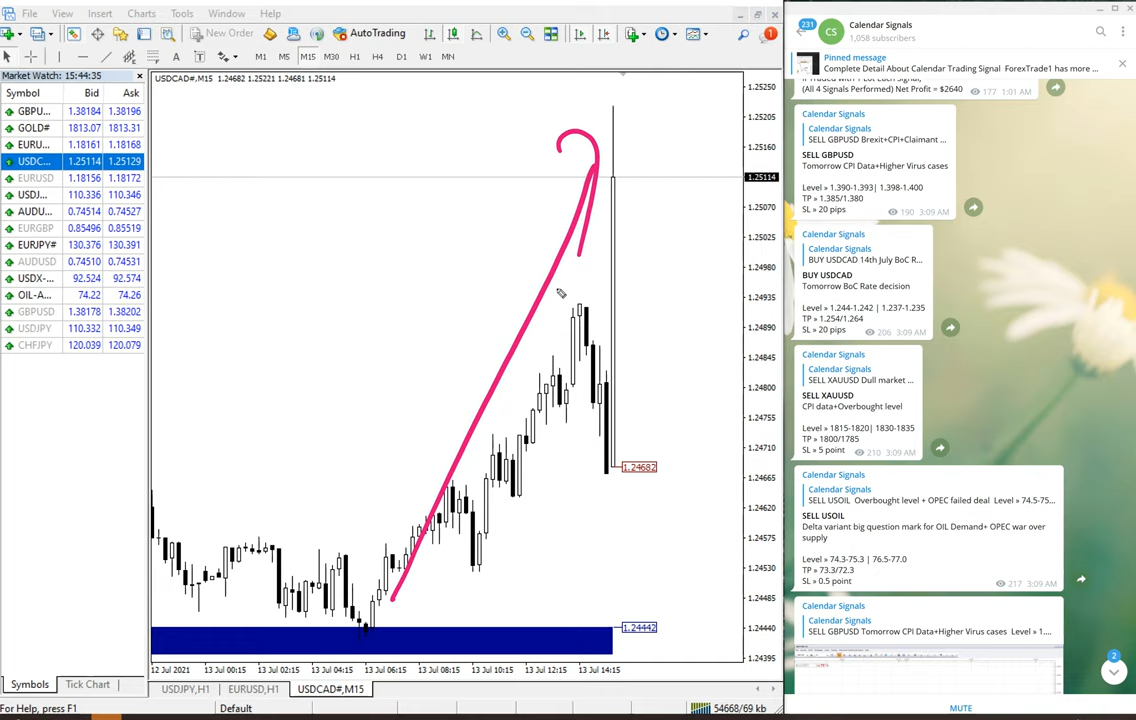 File View Insert Charts Tools Window Help
New Order AutoTrading 1
A T M1 M5 M15 M30 H1 H4 D1 W1 MN
Market Watch: 15:44:35
Symbol Bid Ask
GBPU... 1.38184 1.38196
GOLD# 1813.07 1813.31
EURU... 1.18161 1.18168
USDC... 1.25114 1.25129
EURUSD 1.18156 1.18172
USDJ... 110.336 110.346
AUDU... 0.74514 0.74527
EURGBP 0.85496 0.85519
EURJPY# 130.376 130.391
AUDUSD 0.74510 0.74531
USDX-... 92.524 92.574
OIL-A... 74.22 74.26
GBPUSD 1.38178 1.38202
USDJPY 110.332 110.349
CHFJPY 120.039 120.079
Symbols Tick Chart
USDCAD#,M15 1.24682 1.25221 1.24681 1.25114
1.25250
1.25205
1.25160
1.25114
1.25070
1.25025
1.24980
1.24935
1.24890
1.24845
1.24800
1.24755
1.24710
1.24665
1.24620
1.24575
1.24530
1.24485
1.24440
1.24395
1.24682
1.24442
12 Jul 2021 13 Jul 00:15 13 Jul 02:15 13 Jul 04:15 13 Jul 06:15 13 Jul 08:15 13 Jul 10:15 13 Jul 12:15 13 Jul 14:15
USDJPY,H1 EURUSD,H1 USDCAD#,M15
For Help, press F1 Default 54668/69 kb
231
CS
Calendar Signals
1,058 subscribers
Pinned message
Complete Detail About Calendar Trading Signal ForexTrade1 has more ...
If Traded with 1 Lot Each Signal,
(All 4 Signals Performed) Net Profit = $2640
177 1:01 AM
Calendar Signals
Calendar Signals
SELL GBPUSD Brexit+CPI+Claimant ...
SELL GBPUSD
Tomorrow CPI Data+Higher Virus cases
Level » 1.390-1.393| 1.398-1.400
TP » 1.385/1.380
SL » 20 pips
190 3:09 AM
Calendar Signals
Calendar Signals
BUY USDCAD 14th July BoC R...
BUY USDCAD
Tomorrow BoC Rate decision
Level » 1.244-1.242 | 1.237-1.235
TP » 1.254/1.264
SL » 20 pips
206 3:09 AM
Calendar Signals
Calendar Signals
SELL XAUUSD Dull market ...
SELL XAUUSD
CPI data+Overbought level
Level » 1815-1820| 1830-1835
TP » 1800/1785
SL » 5 point
210 3:09 AM
Calendar Signals
Calendar Signals
SELL USOIL Overbought level + OPEC failed deal Level » 74.5-75...
SELL USOIL
Delta variant big question mark for OIL Demand+ OPEC war over
supply
Level » 74.3-75.3 | 76.5-77.0
TP » 73.3/72.3
SL » 0.5 point
217 3:09 AM
Calendar Signals
Calendar Signals
SELL GBPUSD Tomorrow CPI Data+Higher Virus cases Level » 1....
2
MUTE